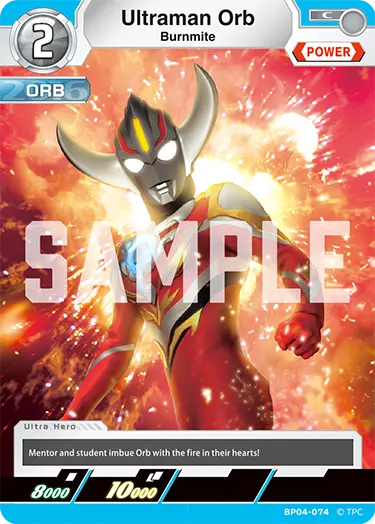 Ultraman Orb
Burnmite
C
2
POWER
ORB
SAMPLE
Ultra Hero
Mentor and student imbue Orb with the fire in their hearts!
8000
10000
BP04-074 © TPC